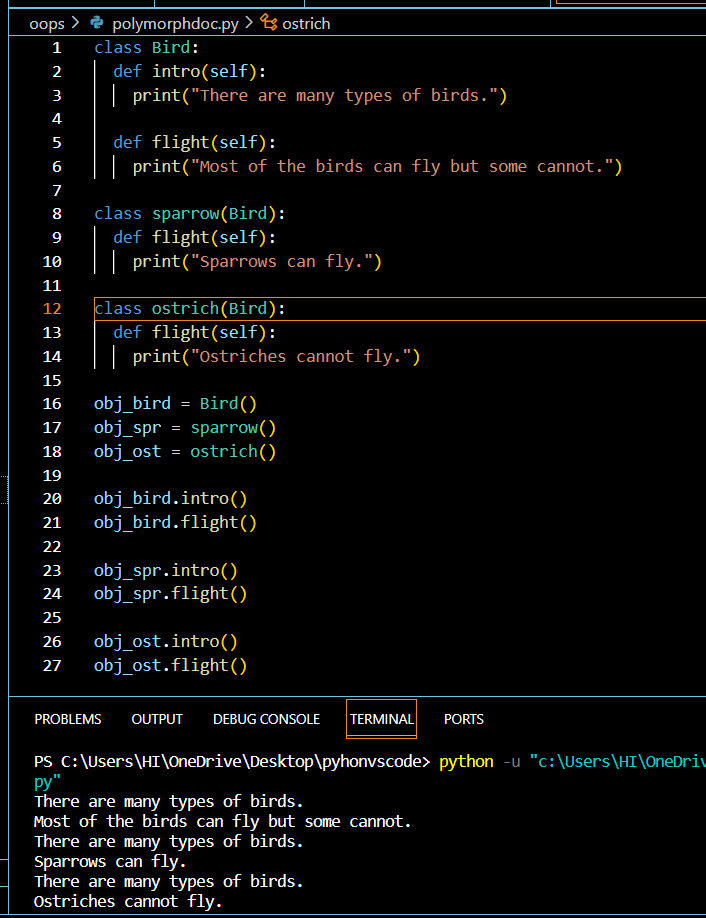 oops > polymorphdoc.py > ostrich
1 class Bird:
2   def intro(self):
3     print("There are many types of birds.")
4
5   def flight(self):
6     print("Most of the birds can fly but some cannot.")
7
8 class sparrow(Bird):
9   def flight(self):
10     print("Sparrows can fly.")
11
12 class ostrich(Bird):
13   def flight(self):
14     print("Ostriches cannot fly.")
15
16 obj_bird = Bird()
17 obj_spr = sparrow()
18 obj_ost = ostrich()
19
20 obj_bird.intro()
21 obj_bird.flight()
22
23 obj_spr.intro()
24 obj_spr.flight()
25
26 obj_ost.intro()
27 obj_ost.flight()
PROBLEMS OUTPUT DEBUG CONSOLE TERMINAL PORTS
PS C:\Users\HI\OneDrive\Desktop\pyhonvscode> python -u "c:\Users\HI\OneDriv
py"
There are many types of birds.
Most of the birds can fly but some cannot.
There are many types of birds.
Sparrows can fly.
There are many types of birds.
Ostriches cannot fly.